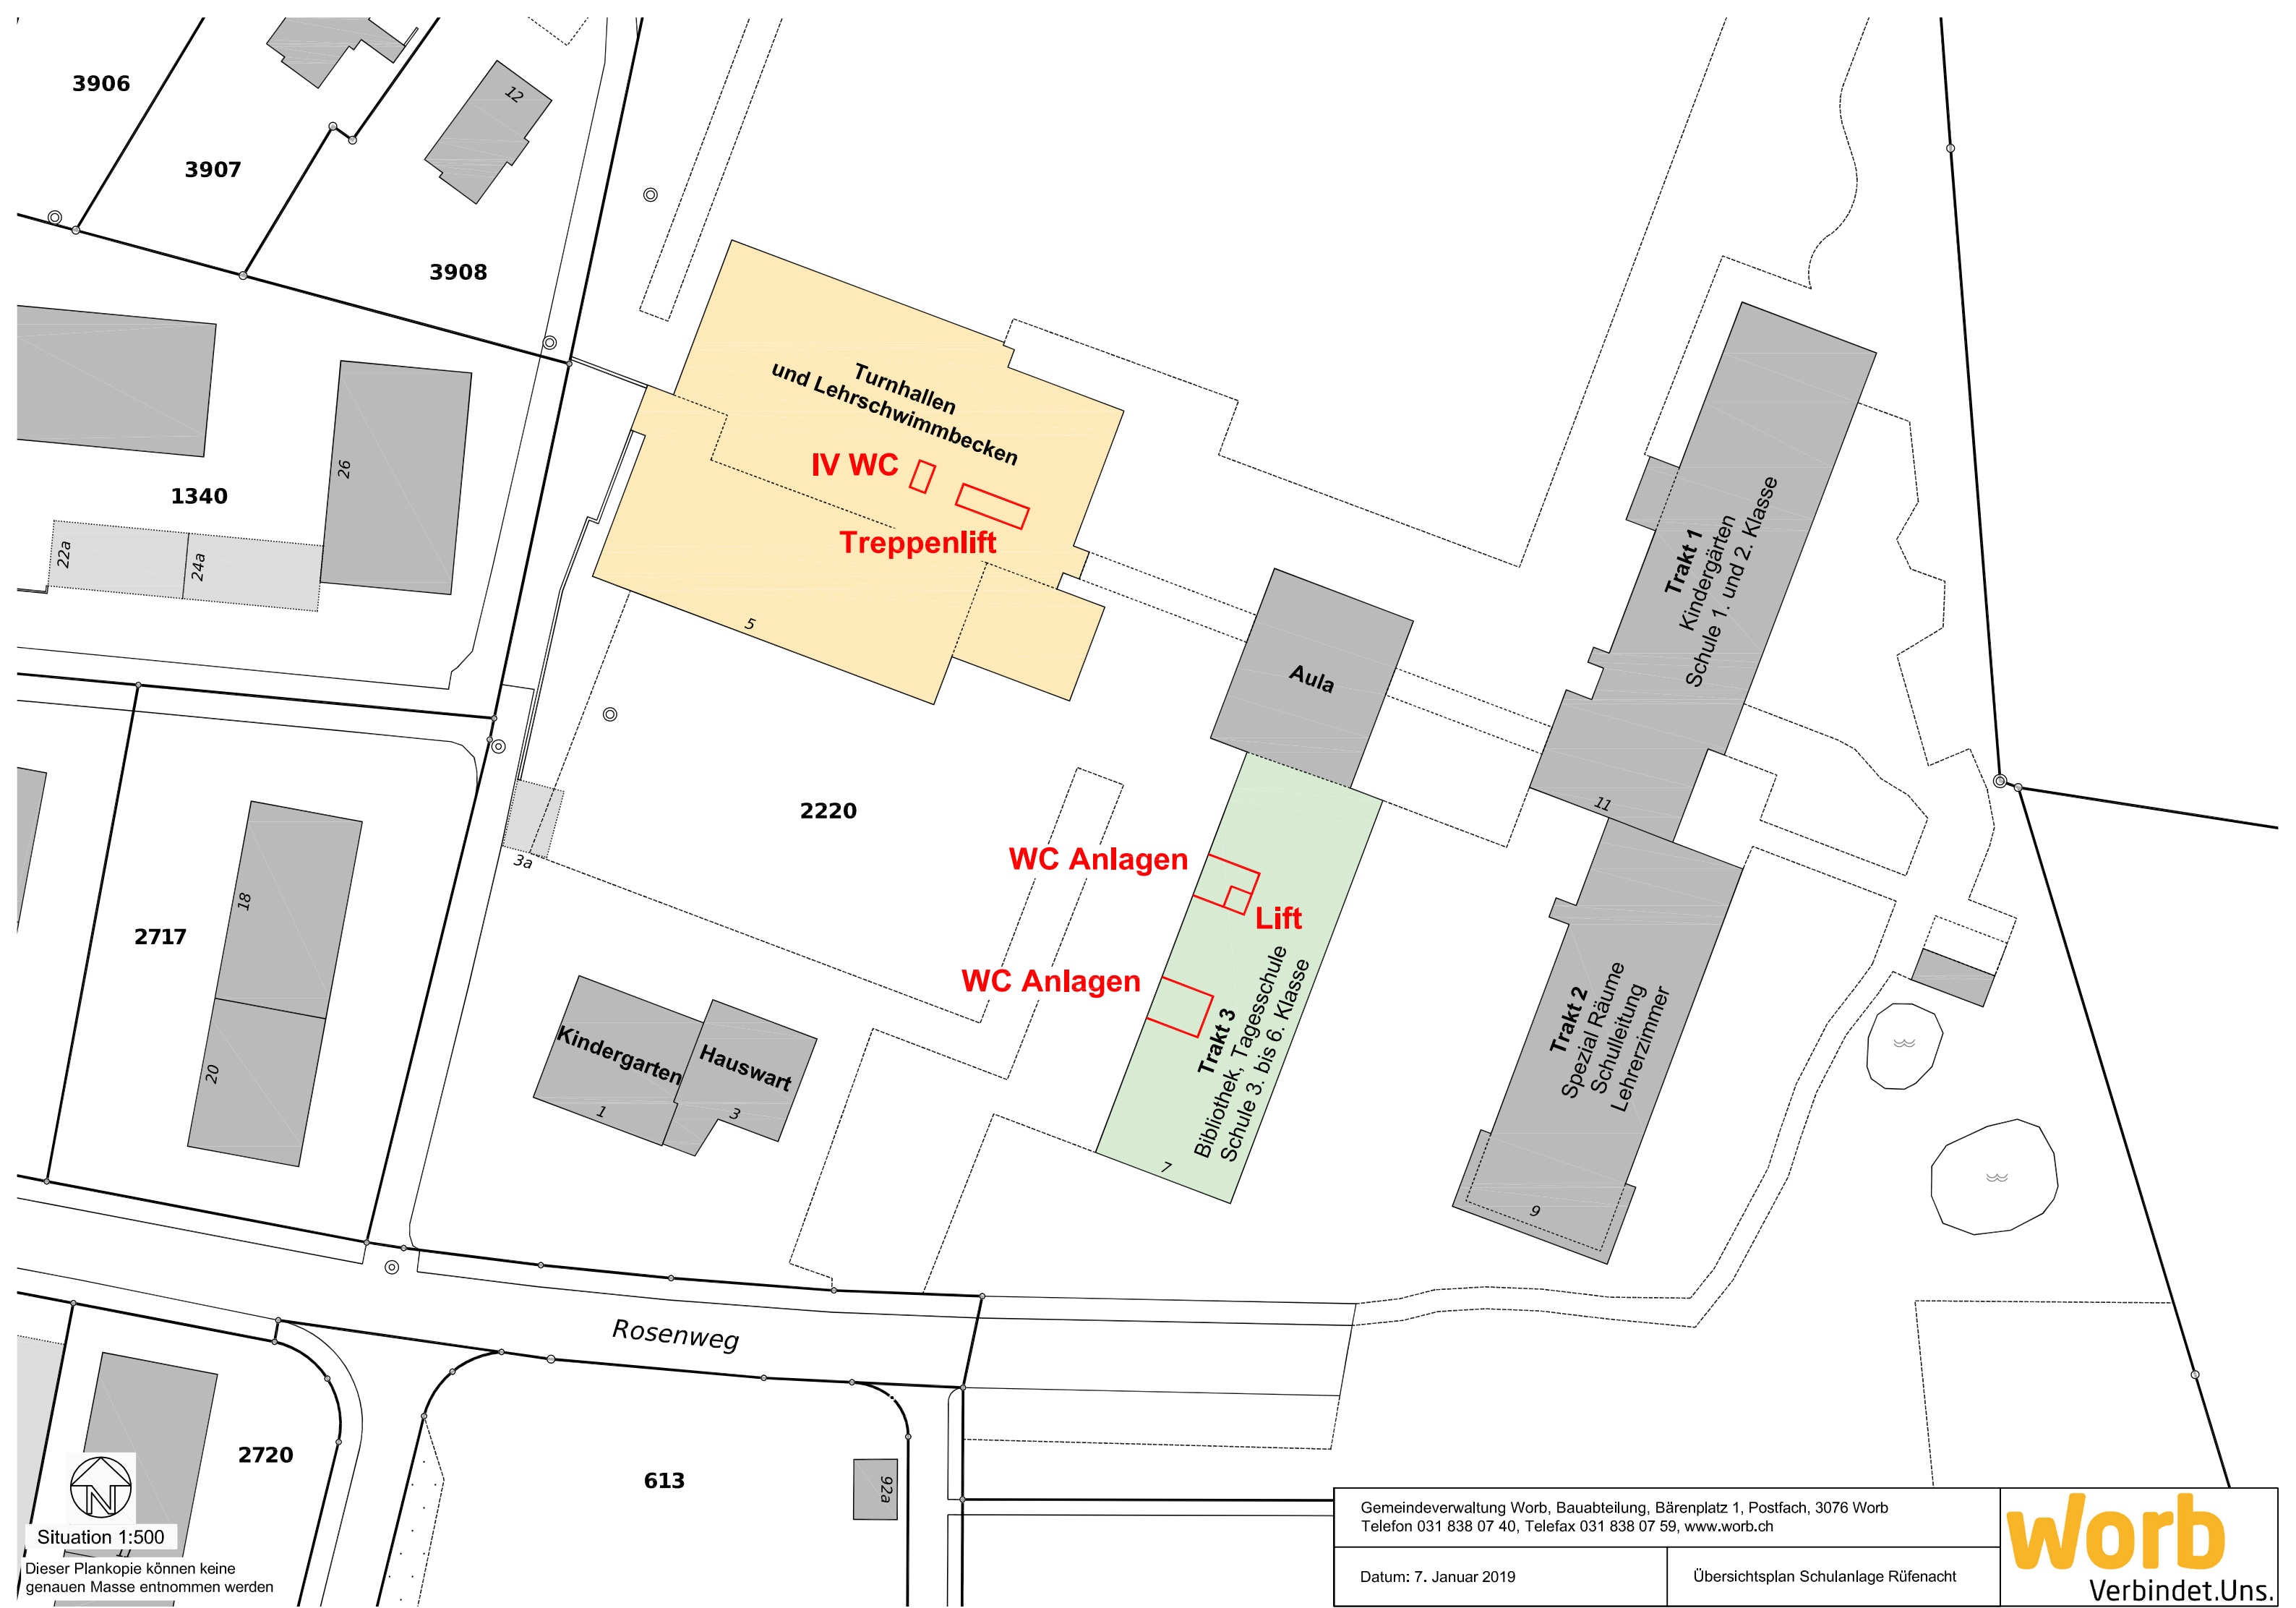 3906
3907
12
3908
Turnhallen
und Lehrschwimmbecken
IV WC
Treppenlift
26
1340
22a
24a
5
Trakt 1
Kindergärten
Schule 1. und 2. Klasse
Aula
11
2220
3a
WC Anlagen
Lift
18
2717
WC Anlagen
20
Trakt 3
Bibliothek, Tagesschule
Schule 3. bis 6. Klasse
7
Trakt 2
Spezial Räume
Schulleitung
Lehrerzimmer
9
Kindergarten
1
Hauswart
3
Rosenweg
2720
613
92a
N
Situation 1:500
Dieser Plankopie können keine
genauen Masse entnommen werden
Gemeindeverwaltung Worb, Bauabteilung, Bärenplatz 1, Postfach, 3076 Worb
Telefon 031 838 07 40, Telefax 031 838 07 59, www.worb.ch
Datum: 7. Januar 2019
Übersichtsplan Schulanlage Rüfenacht
worb
Verbindet.Uns.